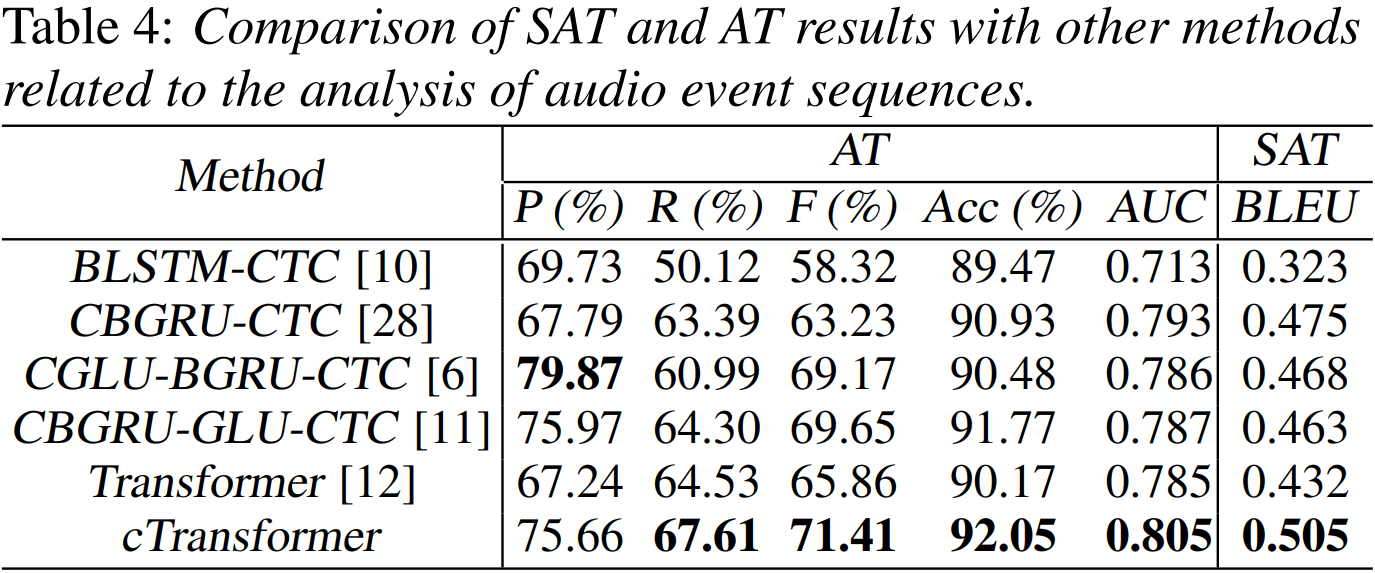 Table 4: Comparison of SAT and AT results with other methods
related to the analysis of audio event sequences.
Method AT SAT
P (%) R (%) F (%) Acc (%) AUC BLEU
BLSTM-CTC [10] 69.73 50.12 58.32 89.47 0.713 0.323
CBGRU-CTC [28] 67.79 63.39 63.23 90.93 0.793 0.475
CGLU-BGRU-CTC [6] 79.87 60.99 69.17 90.48 0.786 0.468
CBGRU-GLU-CTC [11] 75.97 64.30 69.65 91.77 0.787 0.463
Transformer [12] 67.24 64.53 65.86 90.17 0.785 0.432
cTransformer 75.66 67.61 71.41 92.05 0.805 0.505